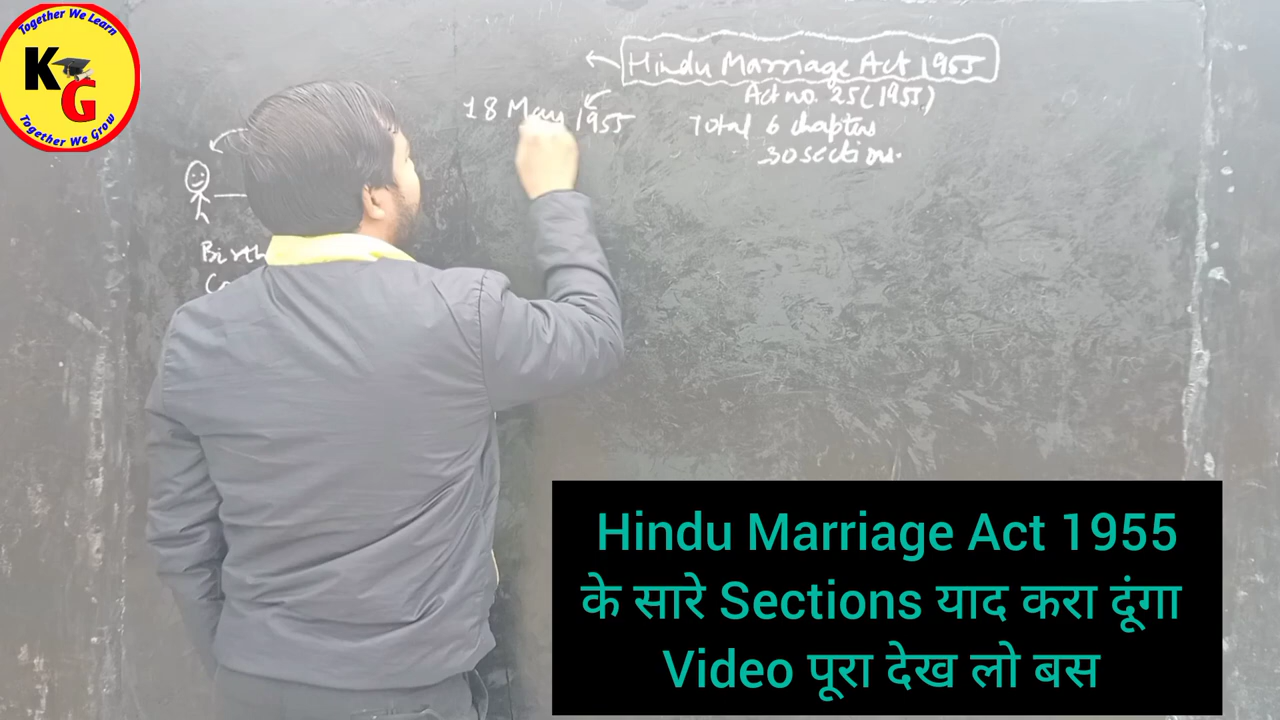 Together We Learn
KG
Together We Grow
Hindu Marriage Act 1955
Act no. 25(1955)
18 May 1955
Total 6 chapters
30 sections.
Birth
Hindu Marriage Act 1955
के सारे Sections याद करा दूंगा
Video पूरा देख लो बस